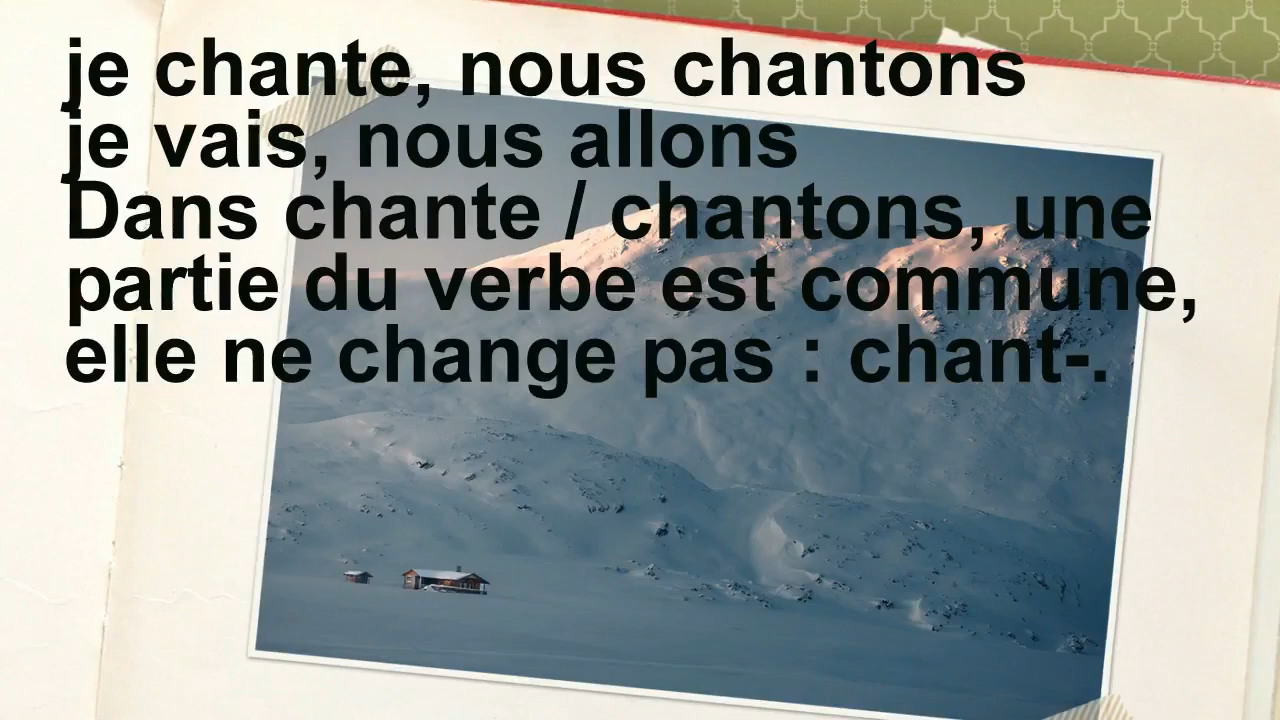 je chante, nous chantons
je vais, nous allons
Dans chante / chantons, une
partie du verbe est commune,
elle ne change pas : chant-.